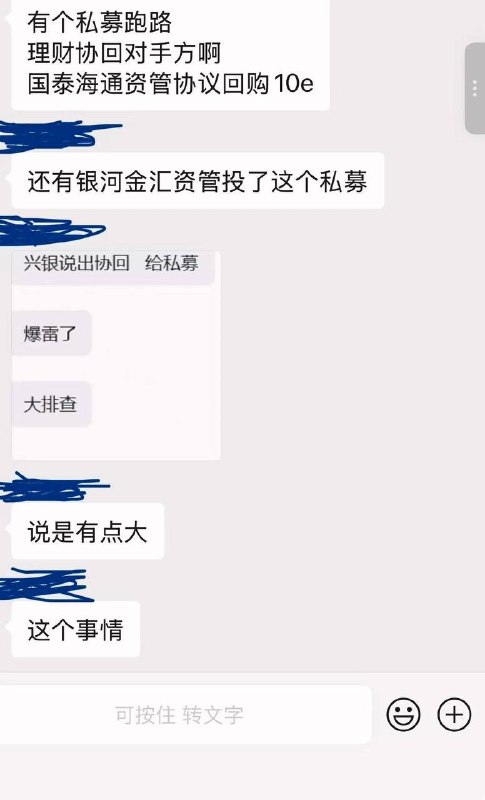 有个私募跑路
理财协回对手方啊
国泰海通资管协议回购10e
还有银河金汇资管投了这个私募
兴银说出协回 给私募
爆雷了
大排查
说是有点大
这个事情
可按住 转文字